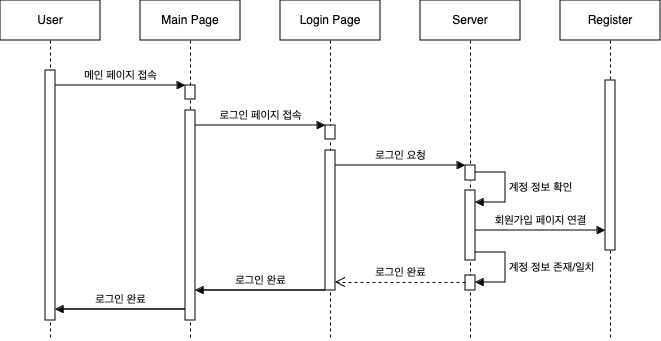 User
Main Page
Login Page
Server
Register
메인 페이지 접속
로그인 페이지 접속
로그인 요청
계정 정보 확인
회원가입 페이지 연결
계정 정보 존재/일치
로그인 완료
로그인 완료
로그인 완료